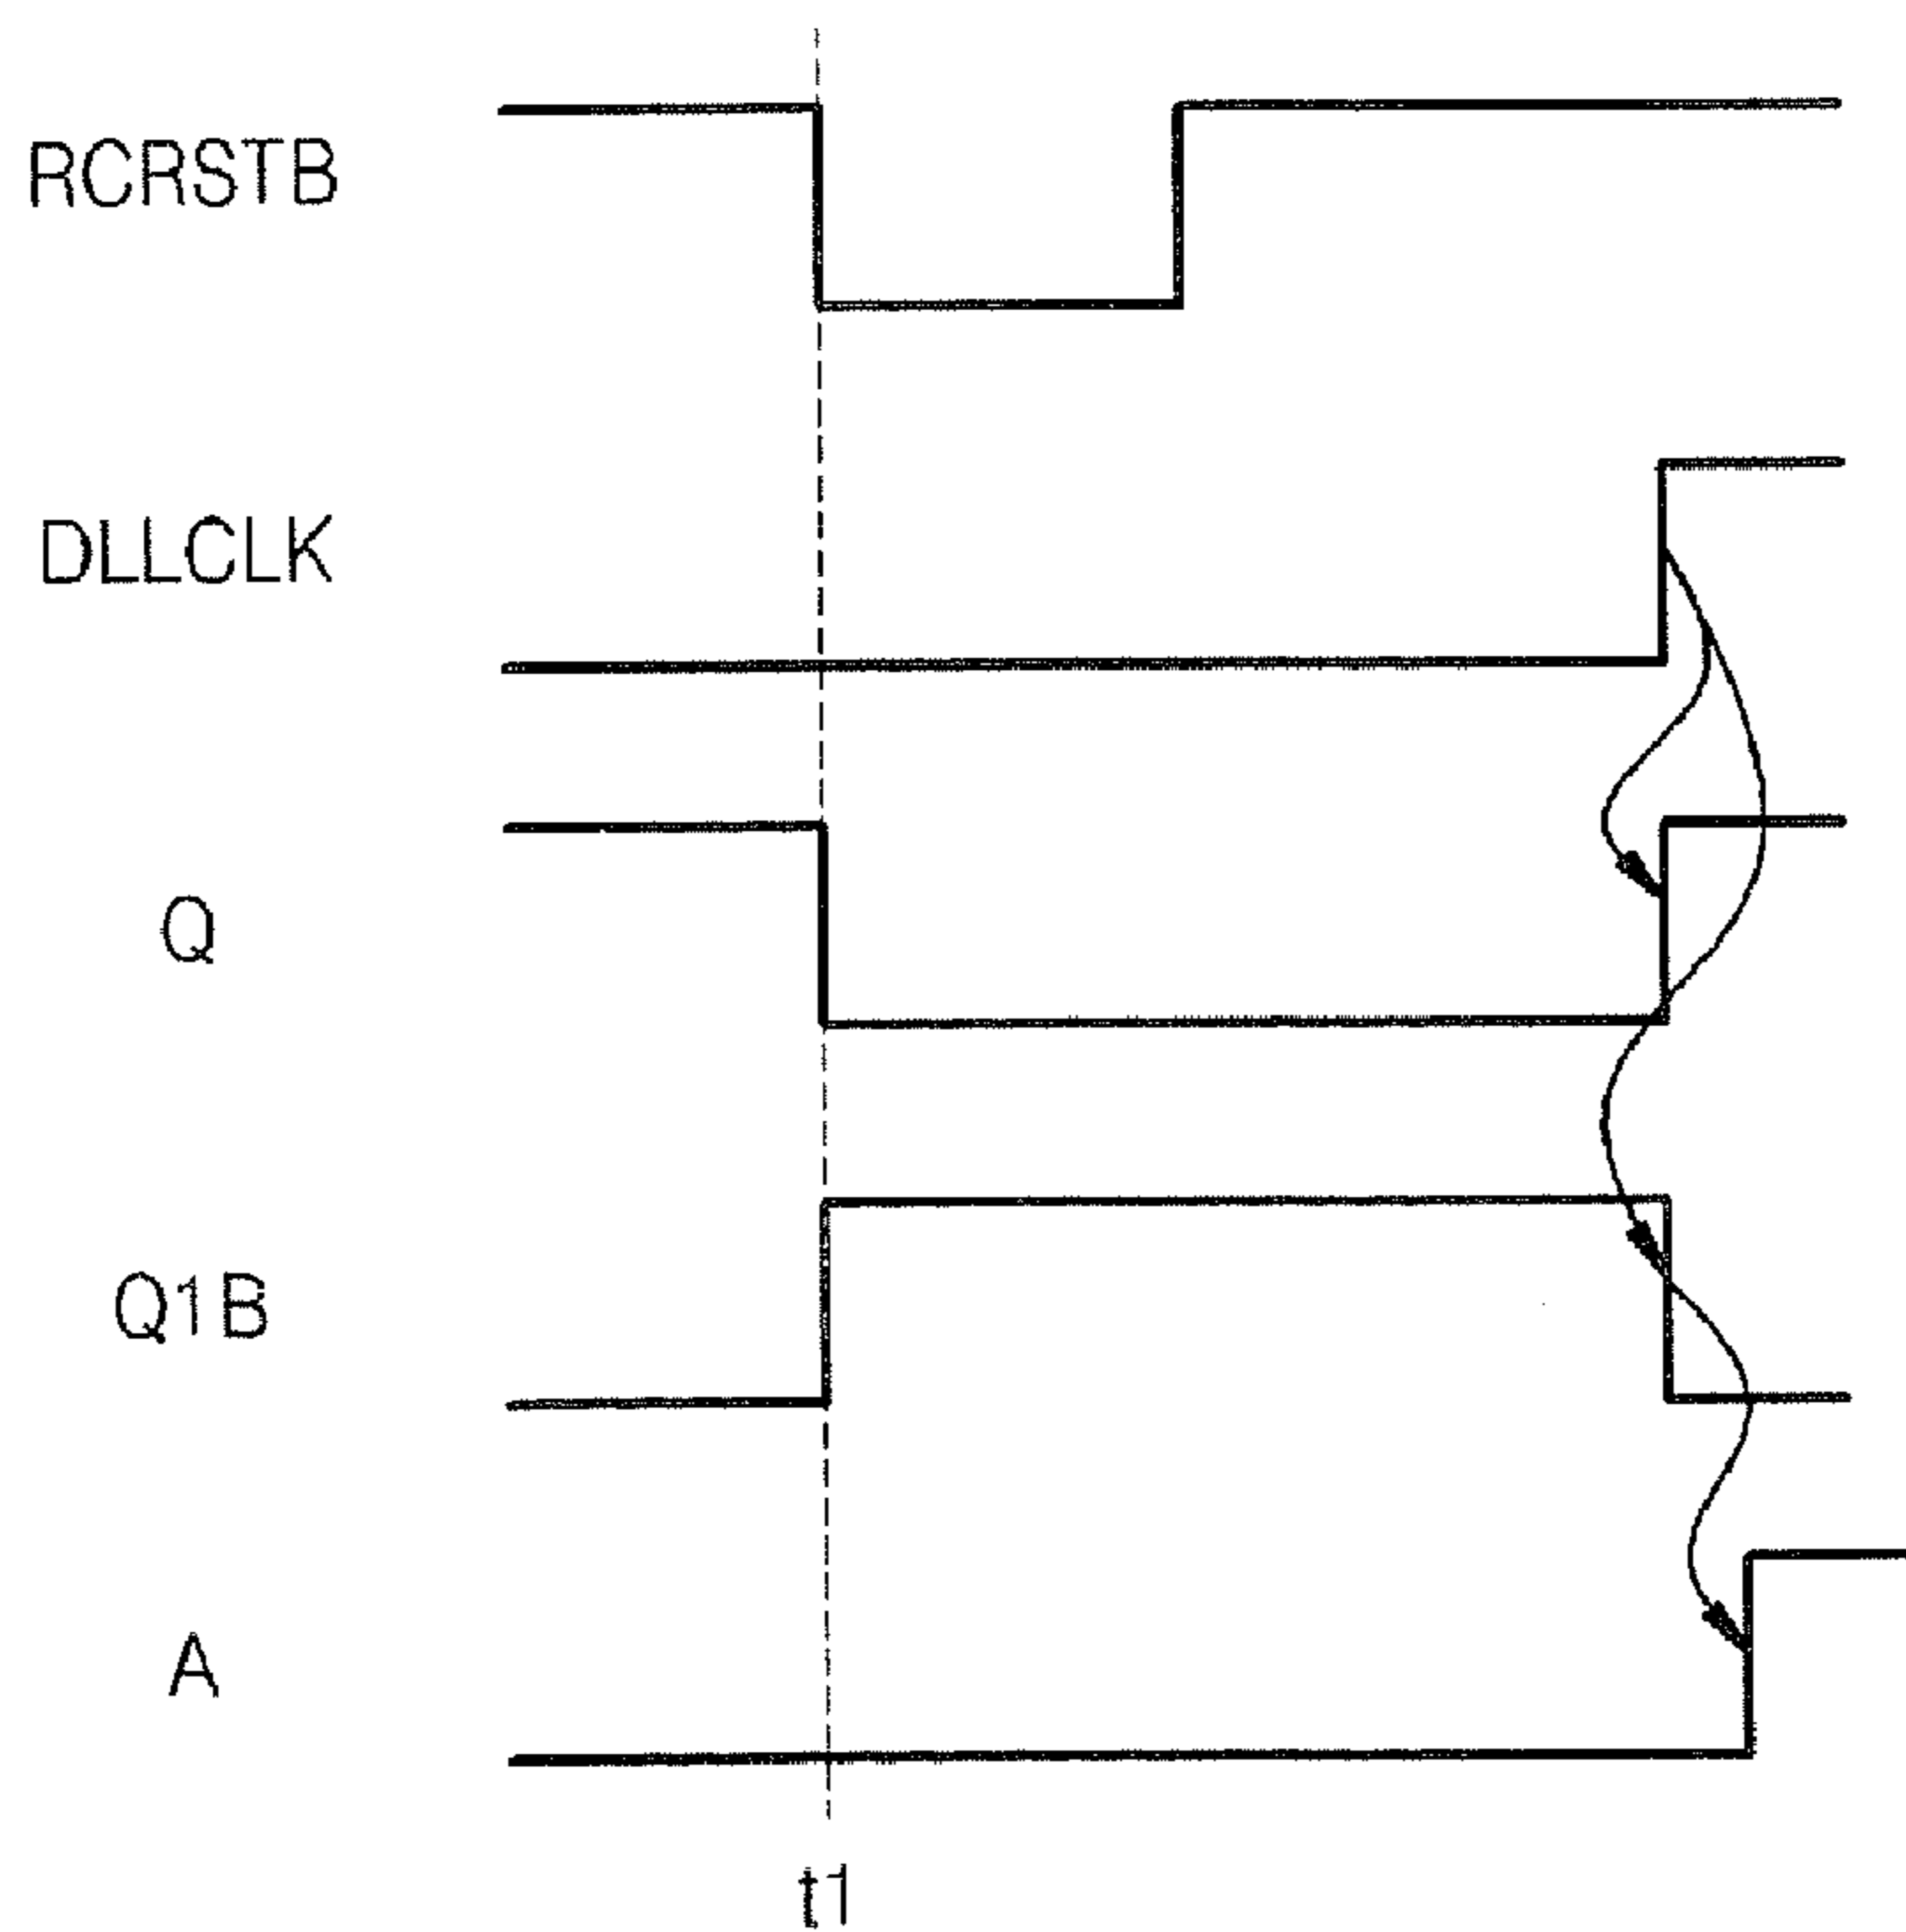 RCRSTB
DLLCLK
Q
Q1B
A
t1